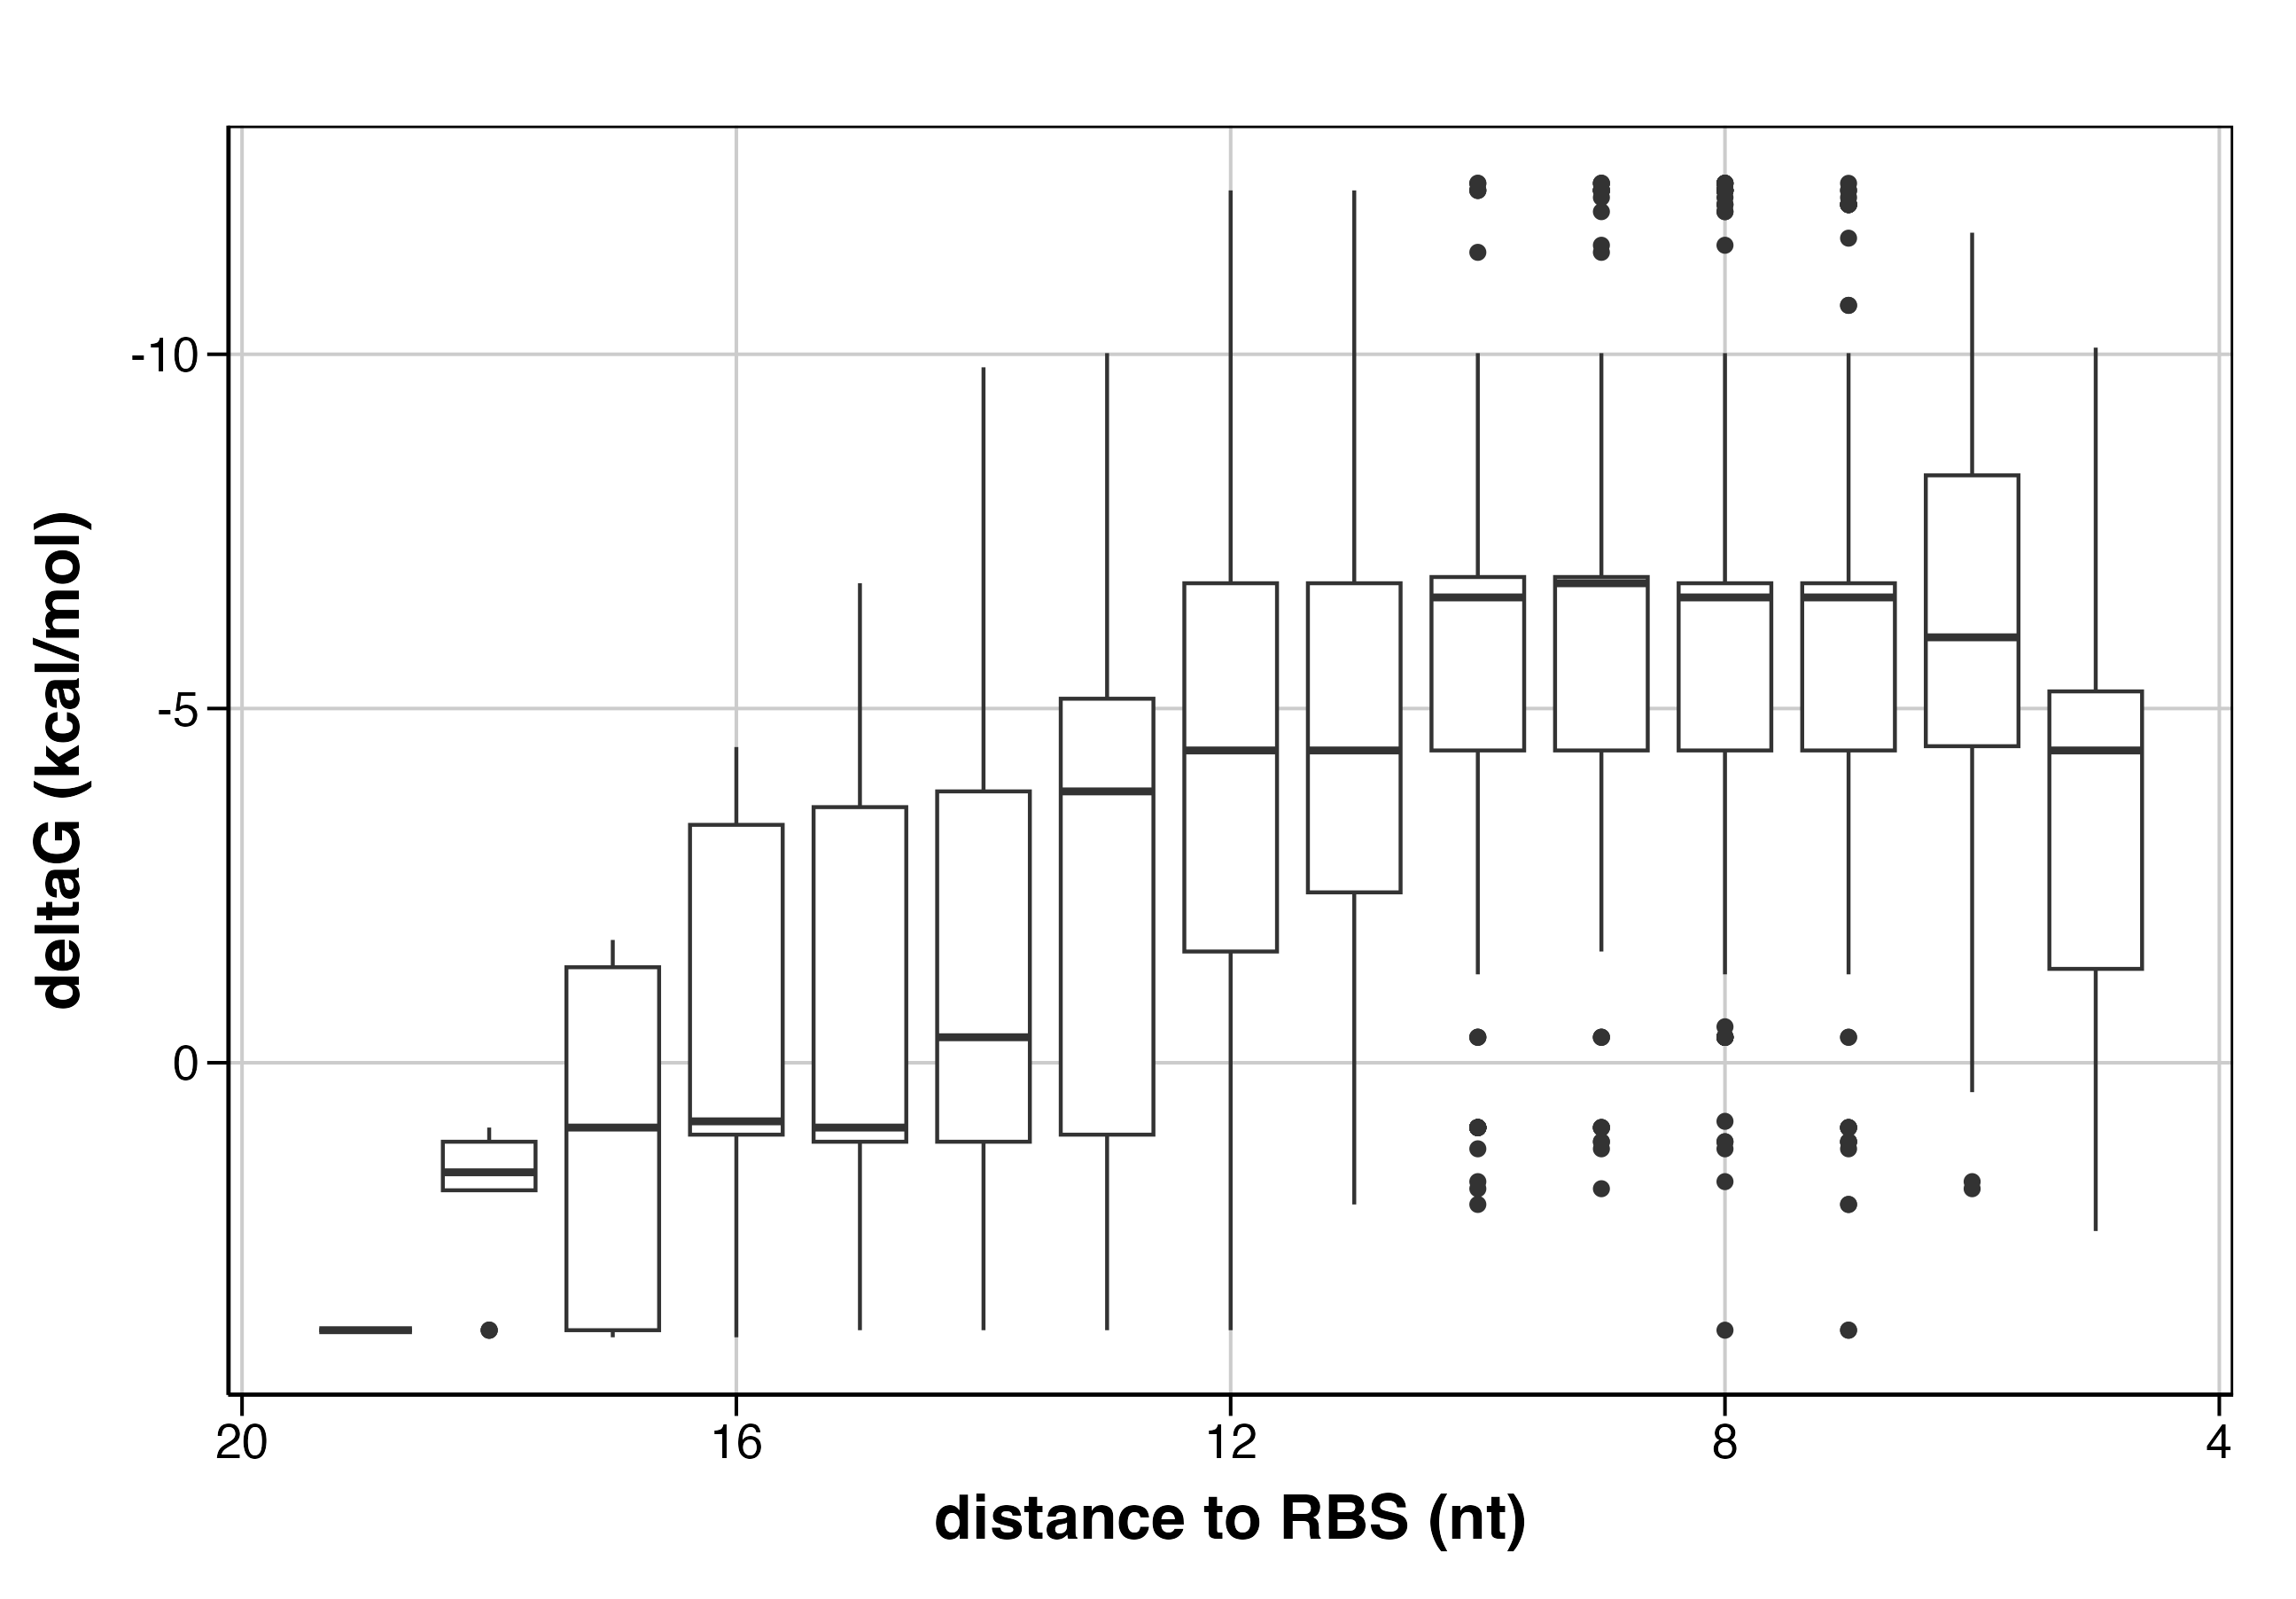 deltaG (kcal/mol)
-10
-5
0
20 16 12 8 4
distance to RBS (nt)